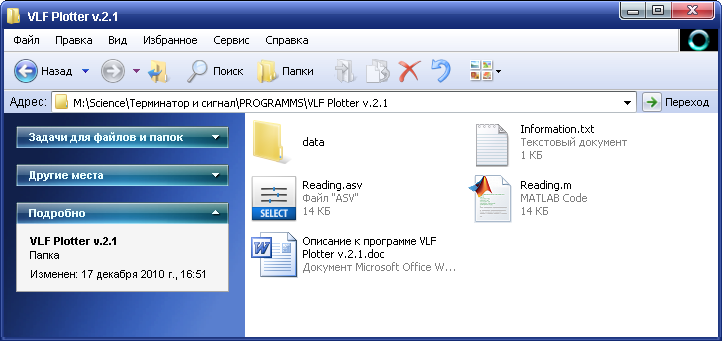 VLF Plotter v.2.1
Файл Правка Вид Избранное Сервис Справка
Назад Поиск Папки
Адрес: M:\Science\Терминатор и сигнал\PROGRAMMS\VLF Plotter v.2.1 Переход
Задачи для файлов и папок
Другие места
Подробно
VLF Plotter v.2.1
Папка
Изменен: 17 декабря 2010 г., 16:51
data
Information.txt
Текстовый документ
1 КБ
SELECT
Reading.asv
Файл "ASV"
14 КБ
Reading.m
MATLAB Code
14 КБ
Описание к программе VLF
Plotter v.2.1.doc
Документ Microsoft Office W...